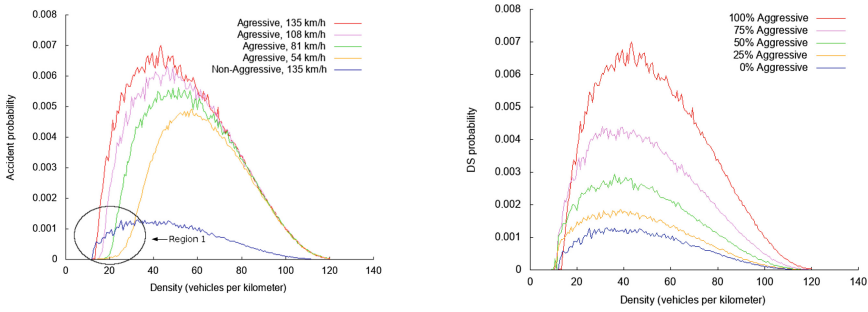 0.008
0.007
0.006
0.005
0.004
0.003
0.002
0.001
0
Accident probability
0 20 40 60 80 100 120 140
Density (vehicles per kilometer)
Agressive, 135 km/h
Agressive, 108 km/h
Agressive, 81 km/h
Agressive, 54 km/h
Non-Aggressive, 135 km/h
Region 1
0.008
0.007
0.006
0.005
0.004
0.003
0.002
0.001
0
DS probability
0 20 40 60 80 100 120 140
Density (vehicles per kilometer)
100% Aggressive
75% Aggressive
50% Aggressive
25% Aggressive
0% Aggressive